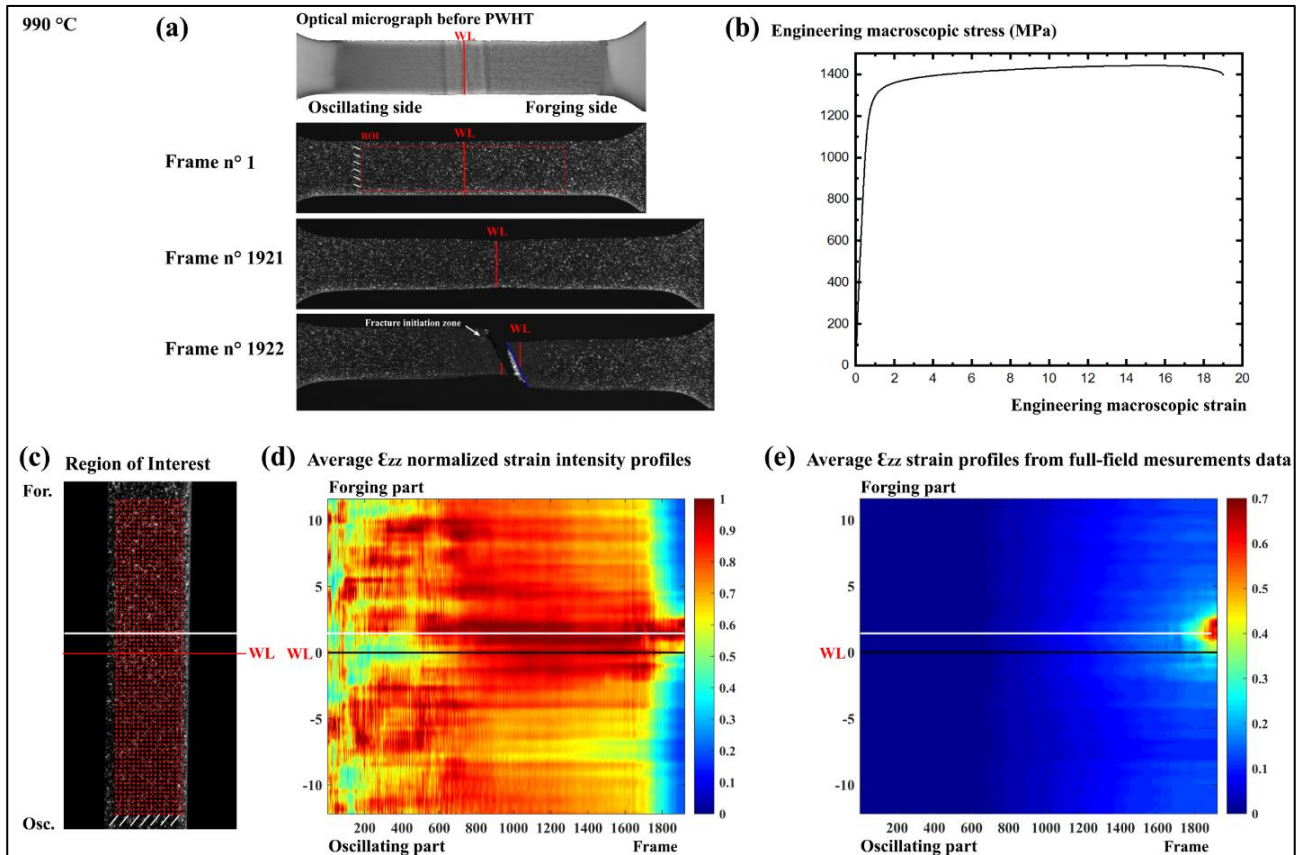 990 °C
(a)
Optical micrograph before PWHT
WL
Oscillating side
Forging side
Frame n° 1
ROI
WL
Frame n° 1921
WL
Frame n° 1922
Fracture initiation zone
WL
(b)
Engineering macroscopic stress (MPa)
1400
1200
1000
800
600
400
200
0
0 2 4 6 8 10 12 14 16 18 20
Engineering macroscopic strain
(c)
Region of Interest
For.
WL
Osc.
(d)
Average Ɛzz normalized strain intensity profiles
Forging part
10
5
WL 0
-5
-10
200 400 600 800 1000 1200 1400 1600 1800
Oscillating part
Frame
1
0.9
0.8
0.7
0.6
0.5
0.4
0.3
0.2
0.1
0
(e)
Average Ɛzz strain profiles from full-field mesurements data
Forging part
10
5
WL 0
-5
-10
200 400 600 800 1000 1200 1400 1600 1800
Oscillating part
Frame
0.7
0.6
0.5
0.4
0.3
0.2
0.1
0